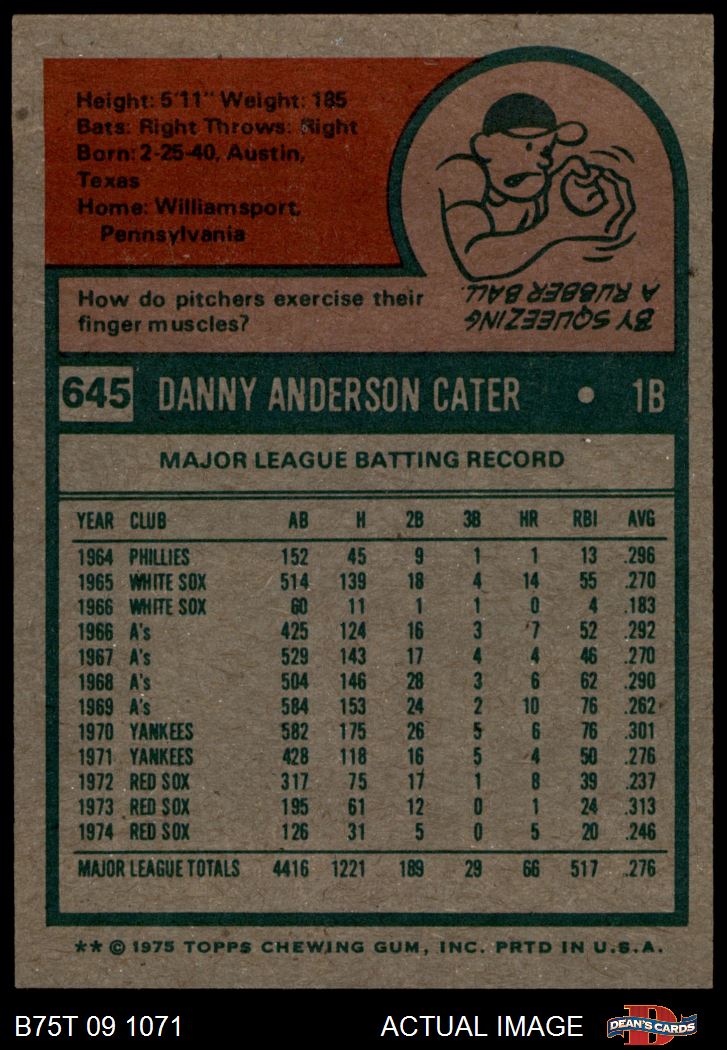 Height: 5'11" Weight: 185
Bats: Right Throws: Right
Born: 2-25-40, Austin,
Texas
Home: Williamsport,
Pennsylvania
How do pitchers exercise their
finger muscles?
BY SQUEEZING
A RUBBER BALL.
645 DANNY ANDERSON CATER • 1B
MAJOR LEAGUE BATTING RECORD
YEAR CLUB AB H 2B 3B HR RBI AVG
1964 PHILLIES 152 45 9 1 1 13 .296
1965 WHITE SOX 514 139 18 4 14 55 .270
1966 WHITE SOX 60 11 1 1 0 4 .183
1966 A's 425 124 16 3 7 52 .292
1967 A's 529 143 17 4 4 46 .270
1968 A's 504 146 28 3 6 62 .290
1969 A's 584 153 24 2 10 76 .262
1970 YANKEES 582 175 26 5 6 76 .301
1971 YANKEES 428 118 16 5 4 50 .276
1972 RED SOX 317 75 17 1 8 39 .237
1973 RED SOX 195 61 12 0 1 24 .313
1974 RED SOX 126 31 5 0 5 20 .246
MAJOR LEAGUE TOTALS 4416 1221 189 29 66 517 .276
** © 1975 TOPPS CHEWING GUM, INC. PRTD IN U.S.A.
B75T 09 1071 ACTUAL IMAGE DEAN'S CARDS